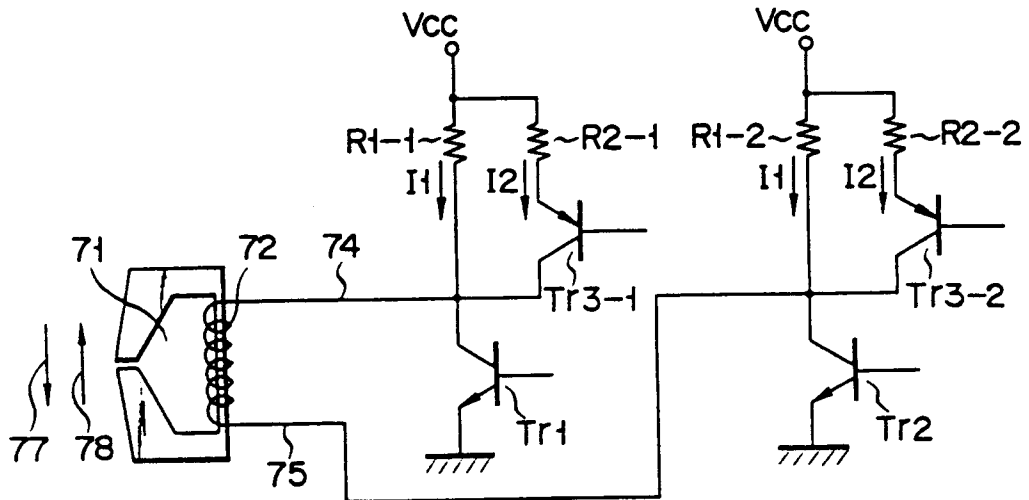 Vcc
Vcc
R1-1
R2-1
R1-2
R2-2
I1
I2
I1
I2
71
72
74
Tr3-1
Tr3-2
77
78
75
Tr1
Tr2